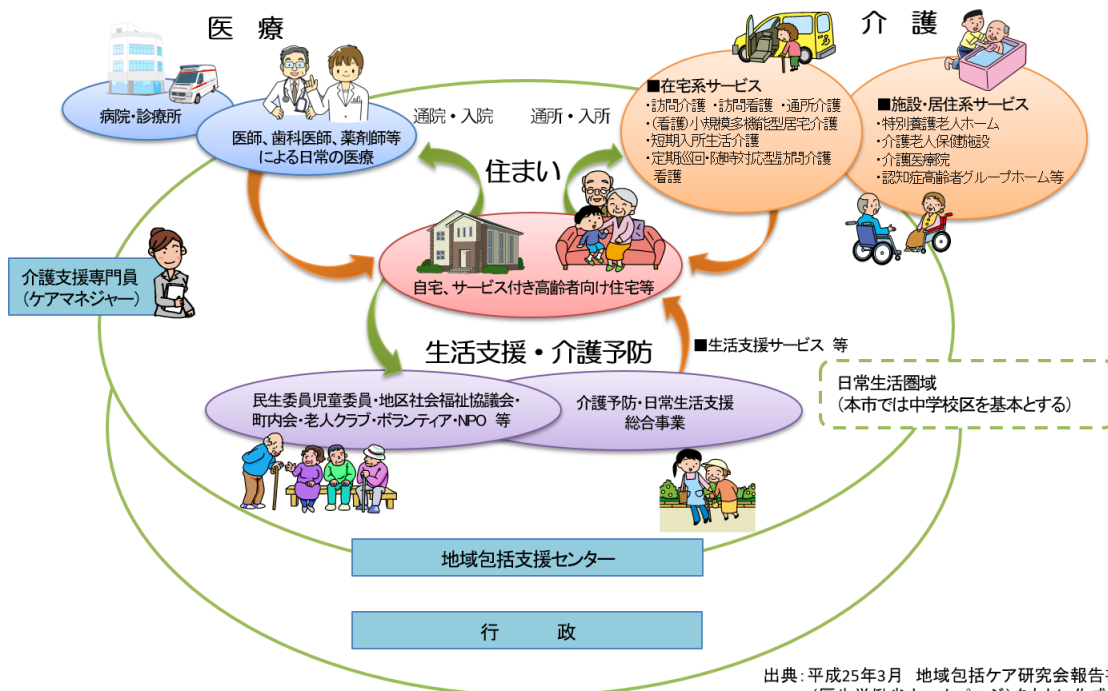 医 療
介 護
病院・診療所
医師、歯科医師、薬剤師等
による日常の医療
通院・入院
通所・入所
■在宅系サービス
・訪問介護 ・訪問看護 ・通所介護
・(看護)小規模多機能型居宅介護
・短期入所生活介護
・定期巡回・随時対応型訪問介護
看護
■施設・居住系サービス
・特別養護老人ホーム
・介護老人保健施設
・介護医療院
・認知症高齢者グループホーム等
住まい
自宅、サービス付き高齢者向け住宅等
介護支援専門員
(ケアマネジャー)
生活支援・介護予防
■生活支援サービス 等
民生委員児童委員・地区社会福祉協議会・
町内会・老人クラブ・ボランティア・NPO 等
介護予防・日常生活支援
総合事業
日常生活圏域
(本市では中学校区を基本とする)
地域包括支援センター
行 政
出典:平成25年3月 地域包括ケア研究会報告